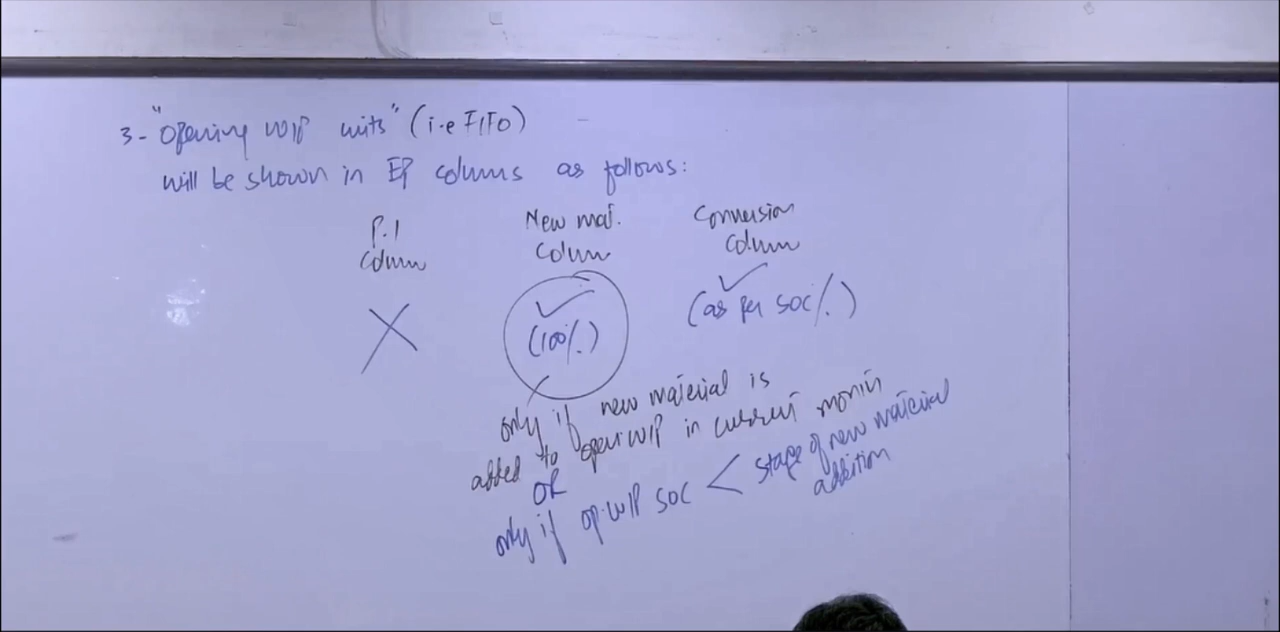 3- "Opening WIP units" (i.e FIFO)
will be shown in EP columns as follows:
P.1 Column
New mat. Column
Conversion Column
✓
✓
(100%)
(as per SOC%)
only if new material is
added to open WIP in current month
OR
only if op.WIP SOC < stage of new material
addition